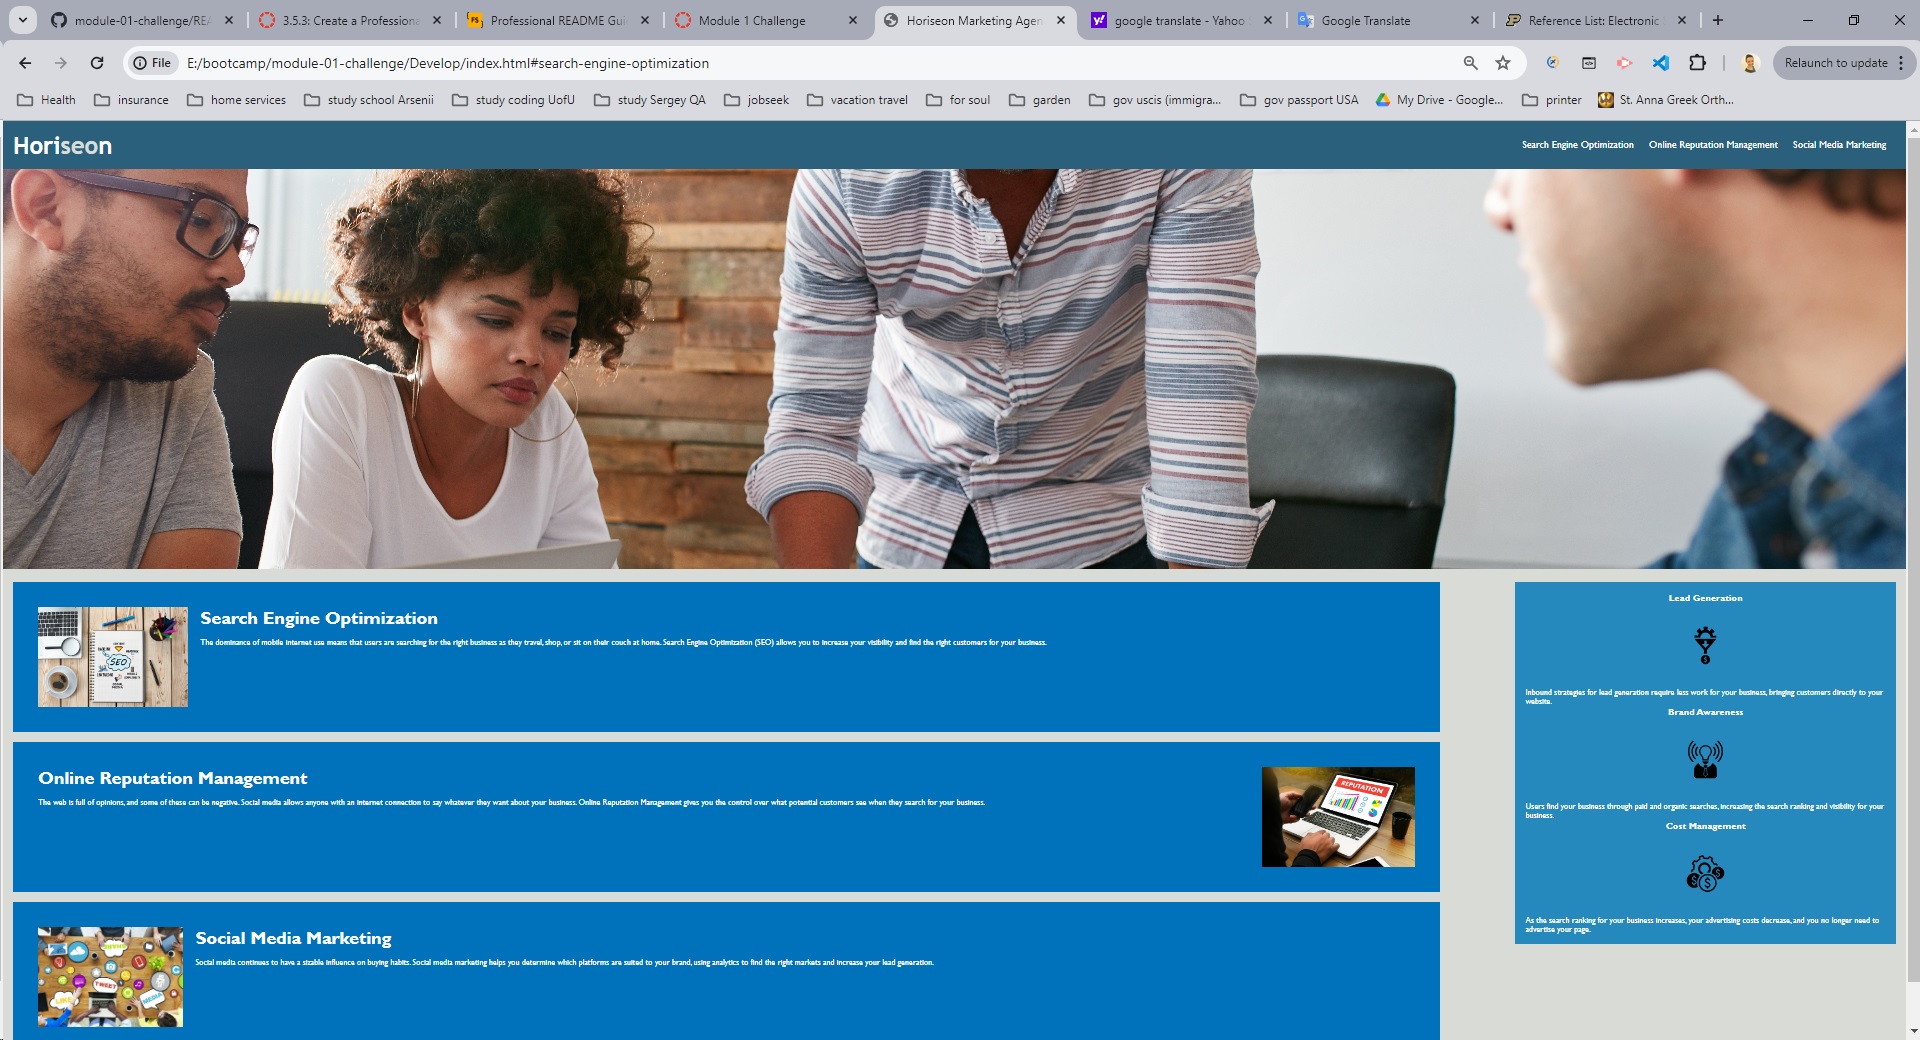 module-01-challenge/REA
3.5.3: Create a Professiona
Professional README Gui
Module 1 Challenge
Horiseon Marketing Agen
google translate - Yahoo
Google Translate
Reference List: Electronic
File
E:/bootcamp/module-01-challenge/Develop/index.html#search-engine-optimization
Relaunch to update
Health
insurance
home services
study school Arsenii
study coding UofU
study Sergey QA
jobseek
vacation travel
for soul
garden
gov uscis (immigra...
gov passport USA
My Drive - Google...
printer
St. Anna Greek Orth...
Horiseon
Search Engine Optimization
Online Reputation Management
Social Media Marketing
SEO
Search Engine Optimization
The dominance of mobile internet use means that users are searching for the right business as they travel, shop, or sit on their couch at home. Search Engine Optimization (SEO) allows you to increase your visibility and find the right customers for your business.
Online Reputation Management
The web is full of opinions, and some of these can be negative. Social media allows anyone with an internet connection to say whatever they want about your business. Online Reputation Management gives you the control over what potential customers see when they search for your business.
REPUTATION
SHARE
TWEET
LIKE
MEDIA
Social Media Marketing
Social media continues to have a sizable influence on buying habits. Social media marketing helps you determine which platforms are suited to your brand, using analytics to find the right markets and increase your lead generation.
Lead Generation
Inbound strategies for lead generation require less work for your business, bringing customers directly to your
website.
Brand Awareness
Users find your business through paid and organic searches, increasing the search ranking and visibility for your
business.
Cost Management
As the search ranking for your business increases, your advertising costs decrease, and you no longer need to
advertise your page.